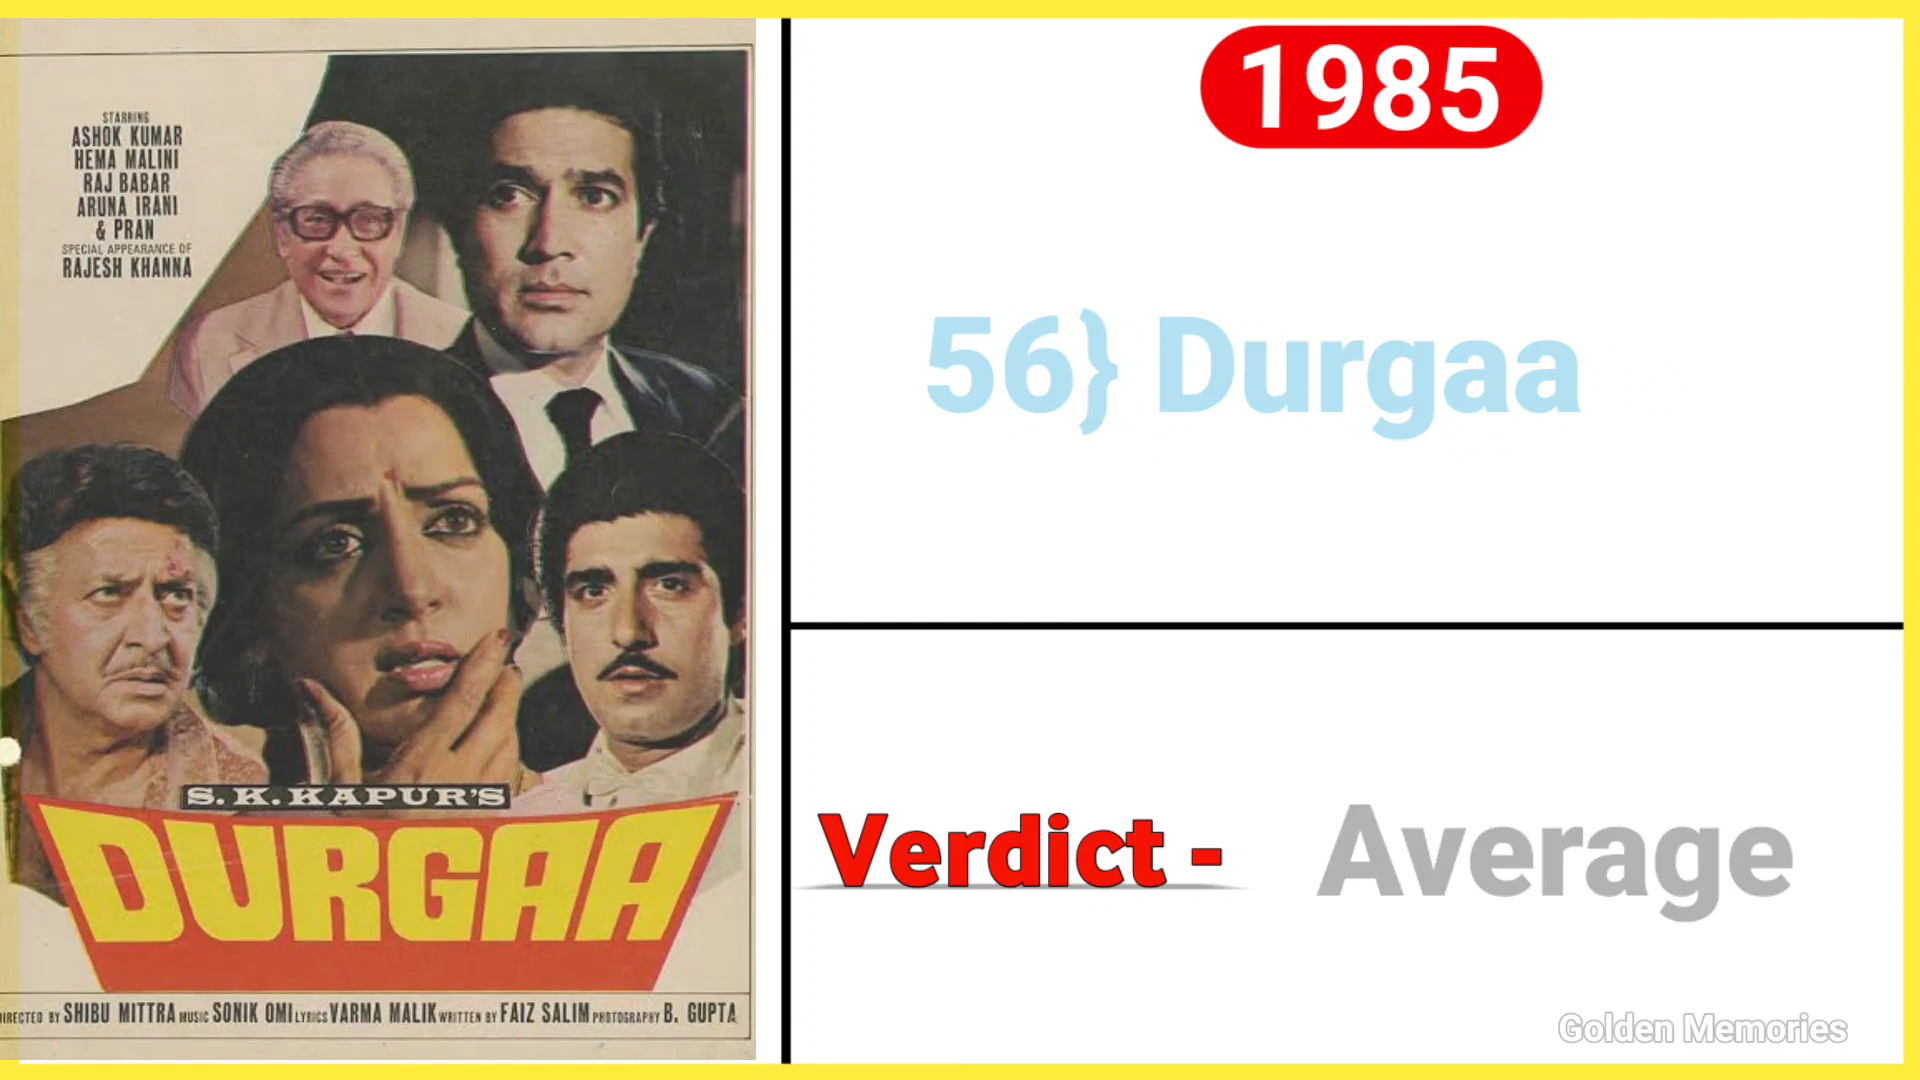 STARRING
ASHOK KUMAR
HEMA MALINI
RAJ BABAR
ARUNA IRANI
& PRAN
SPECIAL APPEARANCE OF
RAJESH KHANNA
S.K.KAPUR'S
DURGAA
DIRECTED BY SHIBU MITTRA MUSIC SONIK OMI LYRICS VARMA MALIK WRITTEN BY FAIZ SALIM PHOTOGRAPHY B. GUPTA
1985
56} Durgaa
Verdict - Average
Golden Memories